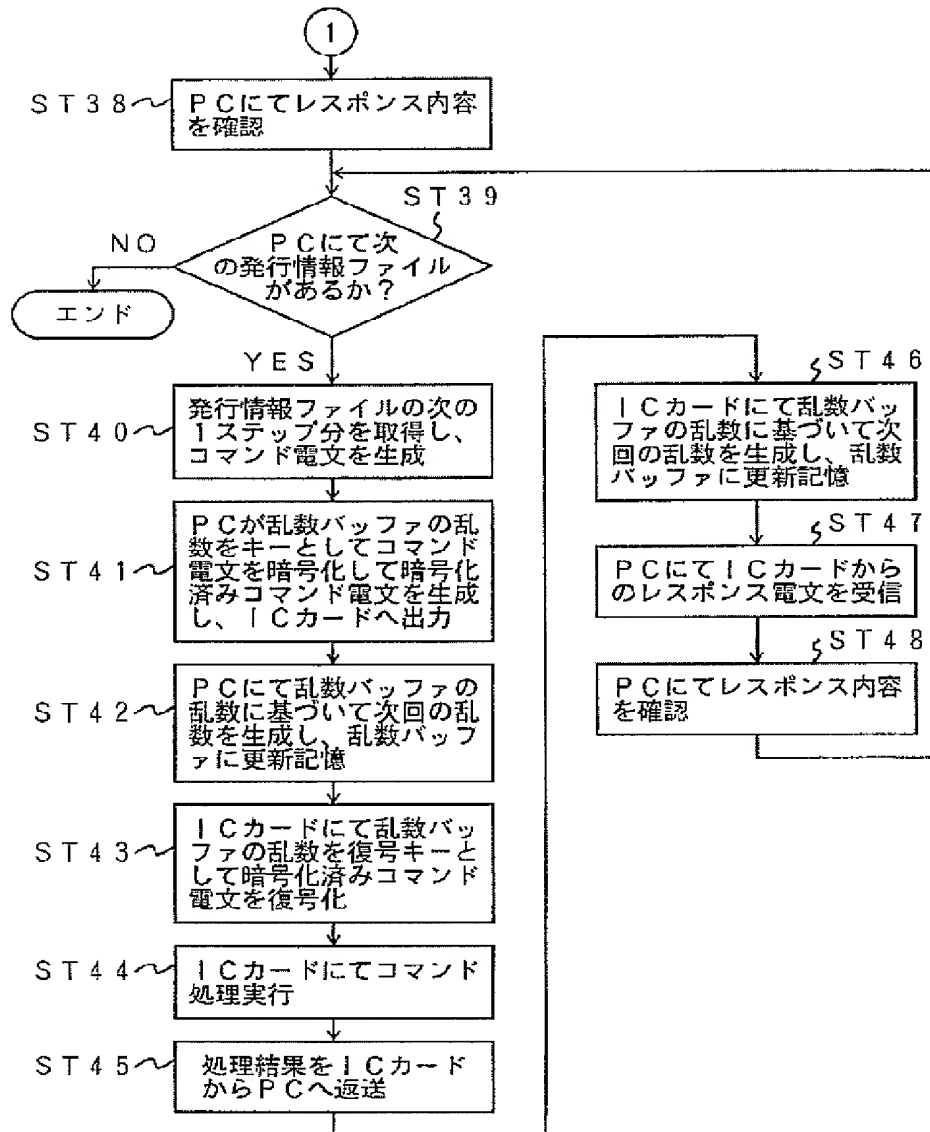 1
ST38
PCにてレスポンス内容
を確認
ST39
PCにて次
の発行情報ファイル
があるか？
NO
エンド
YES
ST40
発行情報ファイルの次の
1ステップ分を取得し、
コマンド電文を生成
ST41
PCが乱数バッファの乱
数をキーとしてコマンド
電文を暗号化して暗号化
済みコマンド電文を生成
し、ICカードへ出力
ST42
PCにて乱数バッファの
乱数に基づいて次回の乱
数を生成し、乱数バッフ
ァに更新記憶
ST43
ICカードにて乱数バッ
ファの乱数を復号キーと
して暗号化済みコマンド
電文を復号化
ST44
ICカードにてコマンド
処理実行
ST45
処理結果をICカード
からPCへ返送
ST46
ICカードにて乱数バッ
ファの乱数に基づいて次
回の乱数を生成し、乱数
バッファに更新記憶
ST47
PCにてICカードから
のレスポンス電文を受信
ST48
PCにてレスポンス内容
を確認